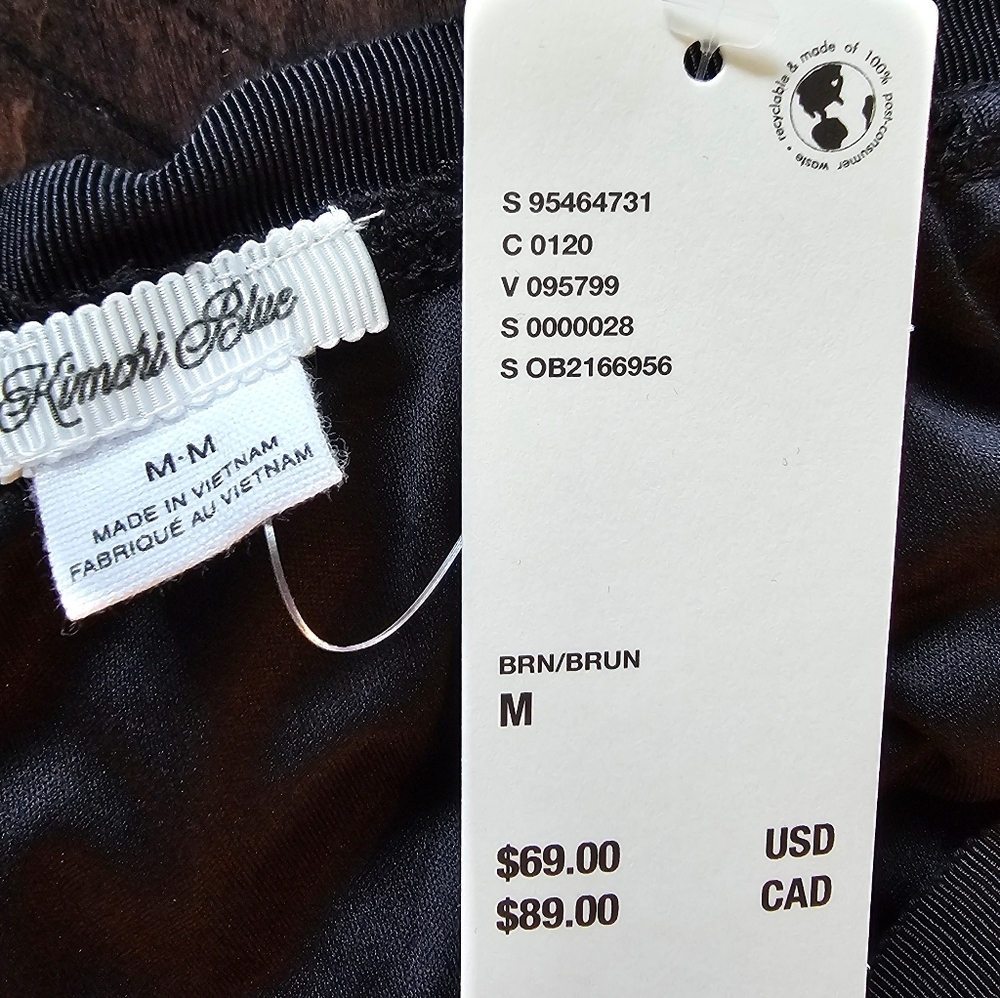 recyclable & made of 100% post-consumer waste •
S 95464731
C 0120
V 095799
S 0000028
S OB2166956
Kimchi Blue
M-M
MADE IN VIETNAM
FABRIQUÉ AU VIETNAM
BRN/BRUN
M
$69.00 USD
$89.00 CAD